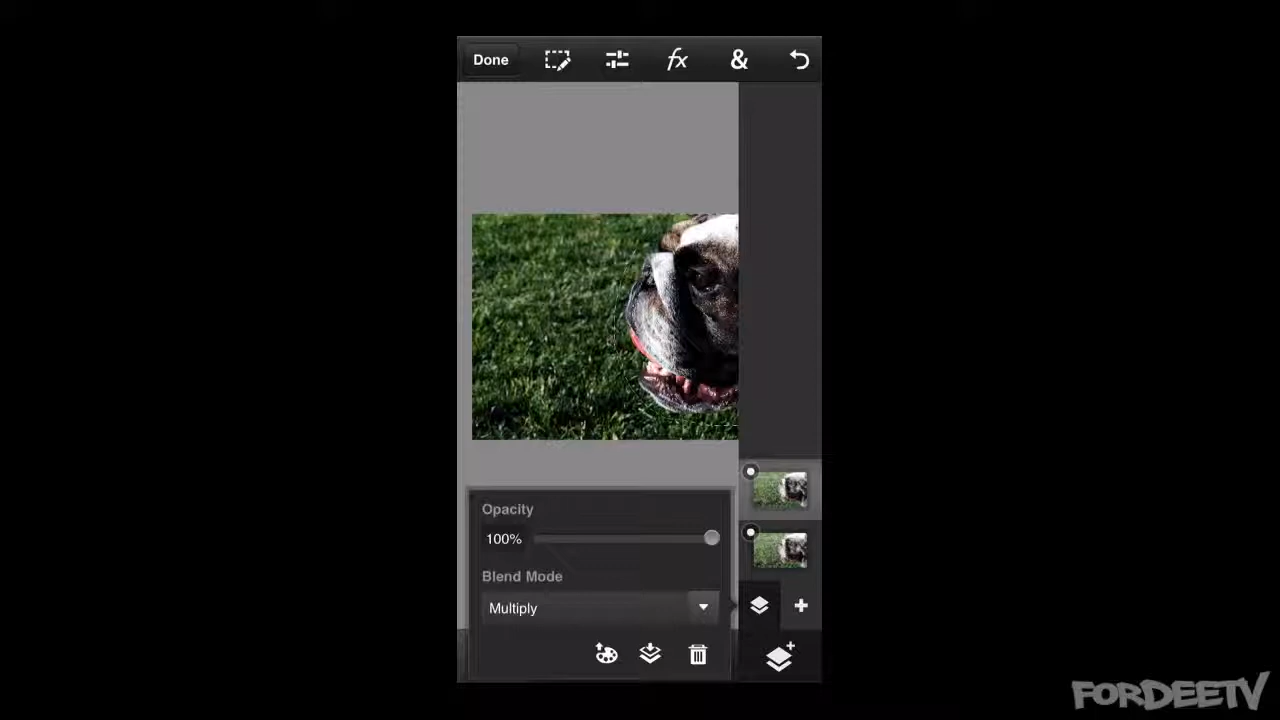 Done
fx
&
Opacity
100%
Blend Mode
Multiply
FORDEETV